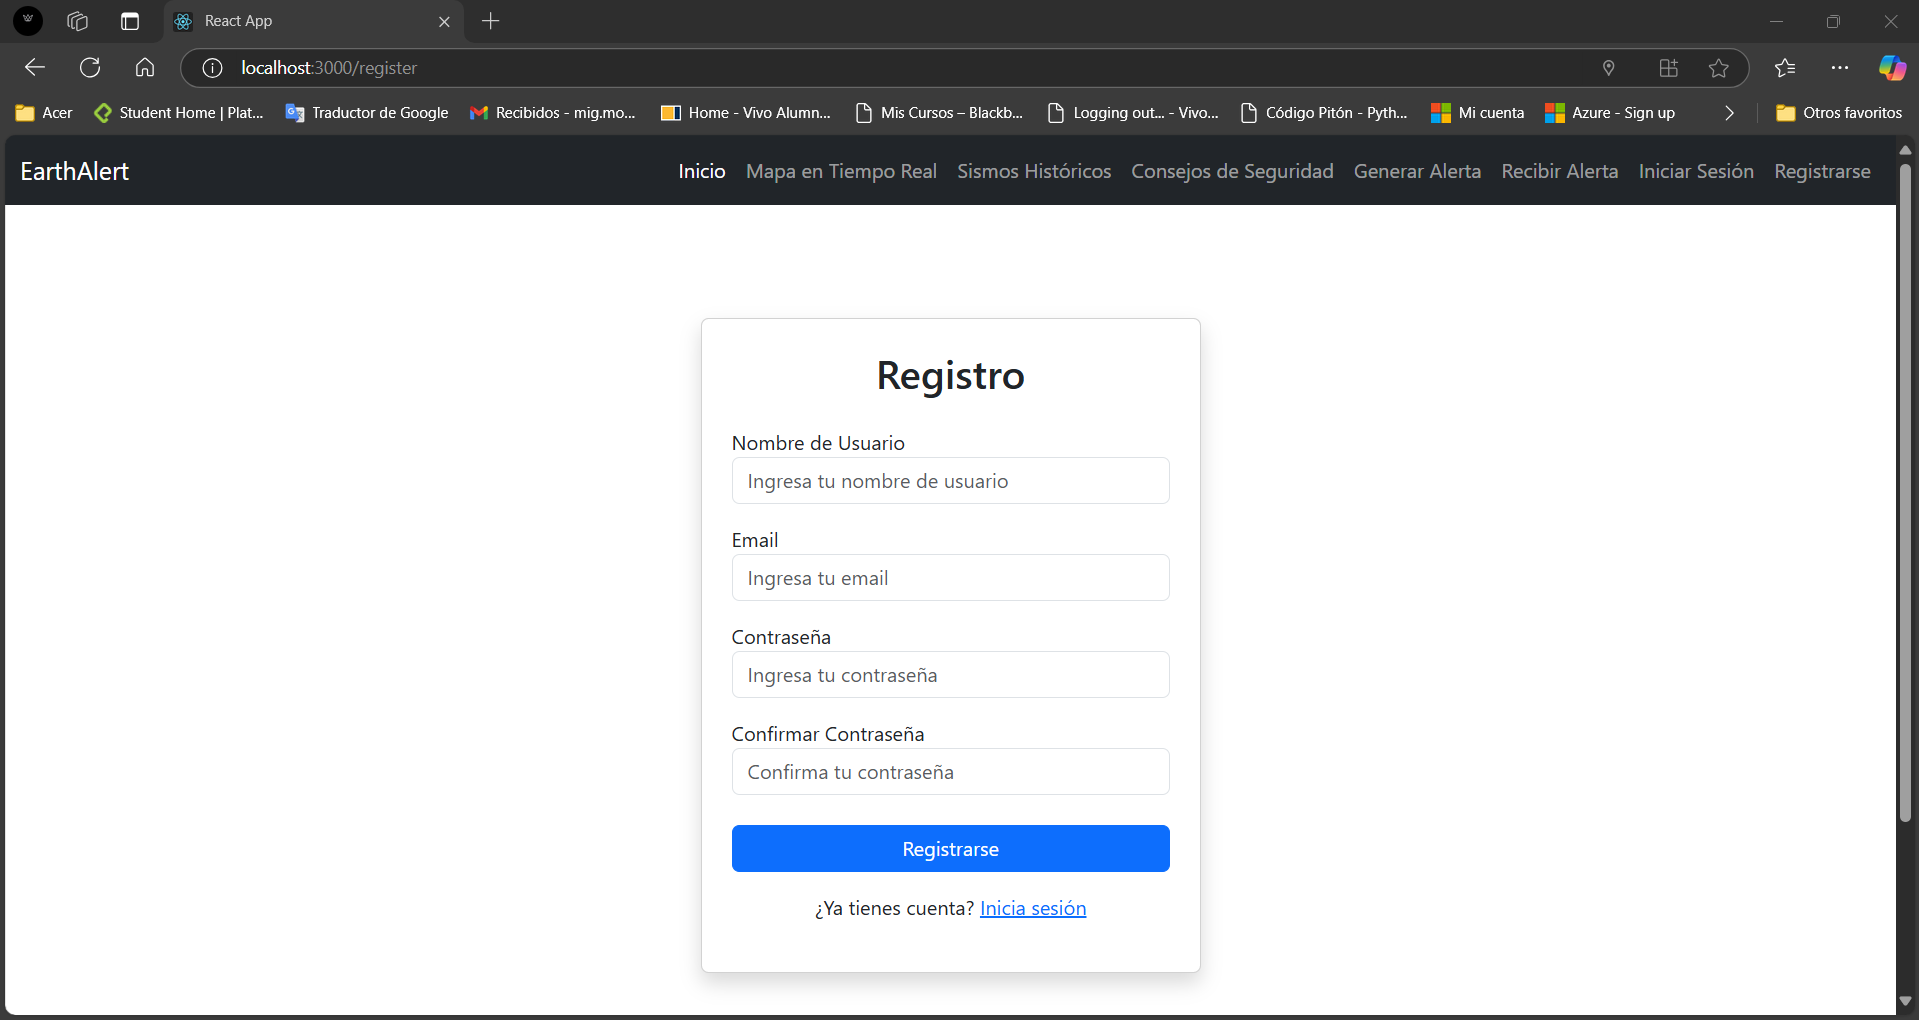 React App
localhost:3000/register
Acer
Student Home | Plat...
Traductor de Google
Recibidos - mig.mo...
Home - Vivo Alumn...
Mis Cursos – Blackb...
Logging out... - Vivo...
Código Pitón - Pyth...
Mi cuenta
Azure - Sign up
Otros favoritos
EarthAlert
Inicio
Mapa en Tiempo Real
Sismos Históricos
Consejos de Seguridad
Generar Alerta
Recibir Alerta
Iniciar Sesión
Registrarse
Registro
Nombre de Usuario
Ingresa tu nombre de usuario
Email
Ingresa tu email
Contraseña
Ingresa tu contraseña
Confirmar Contraseña
Confirma tu contraseña
Registrarse
¿Ya tienes cuenta? Inicia sesión